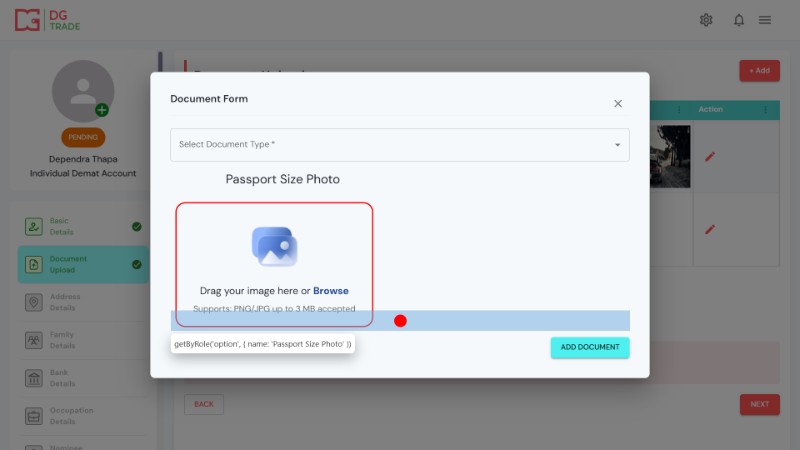 DG
TRADE
+ Add
Document Form
Action
Select Document Type *
PENDING
Dependra Thapa
Individual Demat Account
Passport Size Photo
Basic
Details
Document
Upload
Address
Details
Family
Details
Bank
Details
Occupation
Details
Nominee
Drag your image here or Browse
Supports: PNG/JPG up to 3 MB accepted
getByRole('option', { name: 'Passport Size Photo' })
ADD DOCUMENT
BACK
NEXT